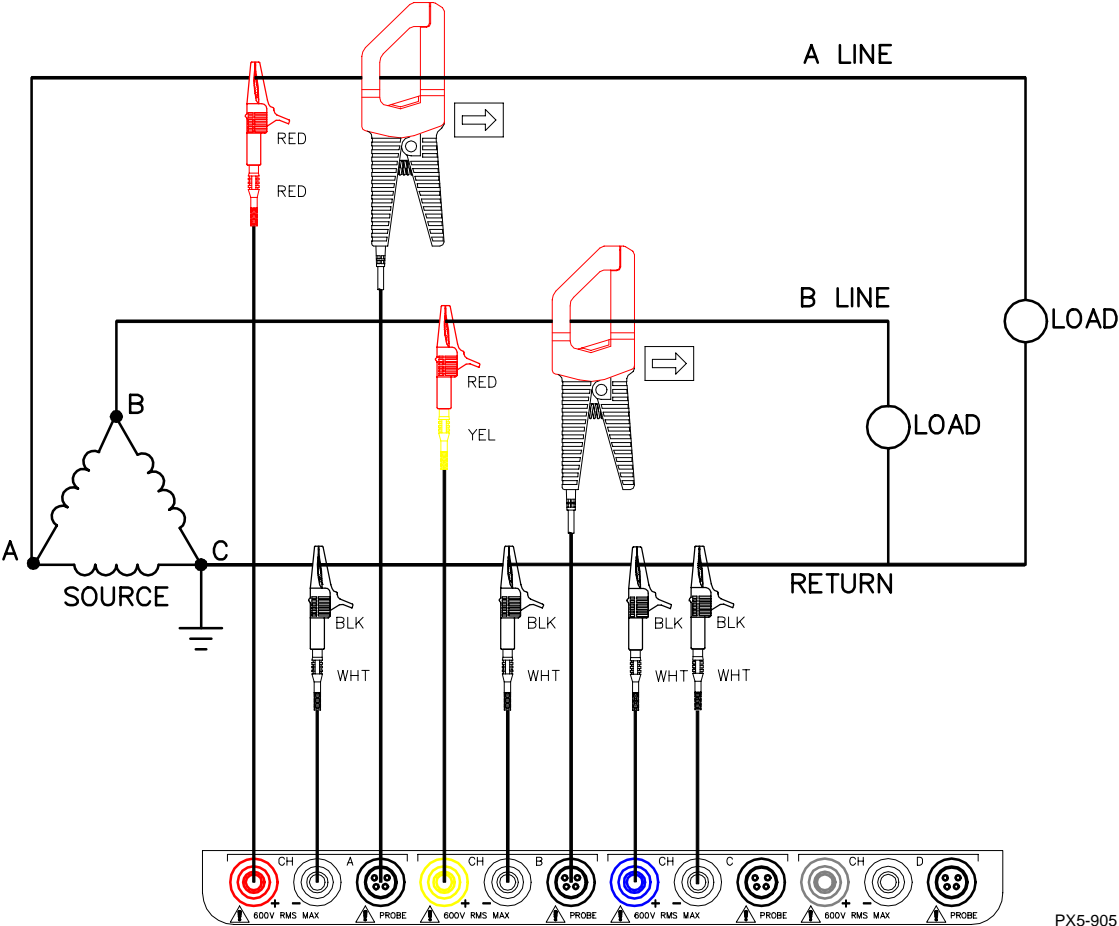 A LINE
RED
RED
B LINE
LOAD
RED
YEL
B
LOAD
A
C
SOURCE
RETURN
BLK
BLK
BLK
BLK
WHT
WHT
WHT
WHT
CH A CH B CH C CH D
+ − + − + − + −
600V RMS MAX PROBE 600V RMS MAX PROBE 600V RMS MAX PROBE 600V RMS MAX PROBE
PX5-905